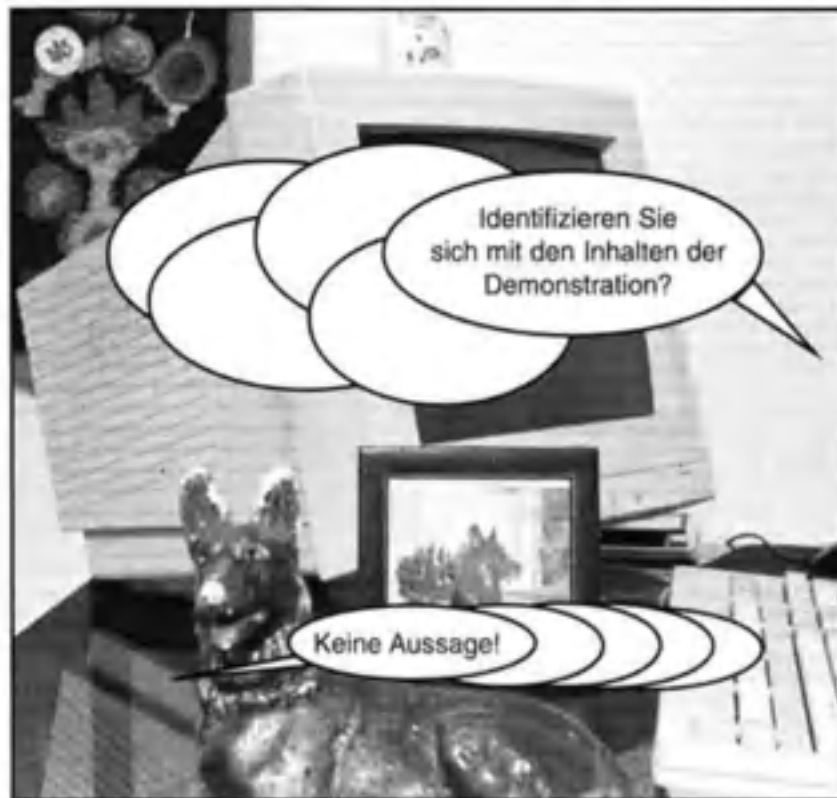 Identifizieren Sie
sich mit den Inhalten der
Demonstration?
Keine Aussage!